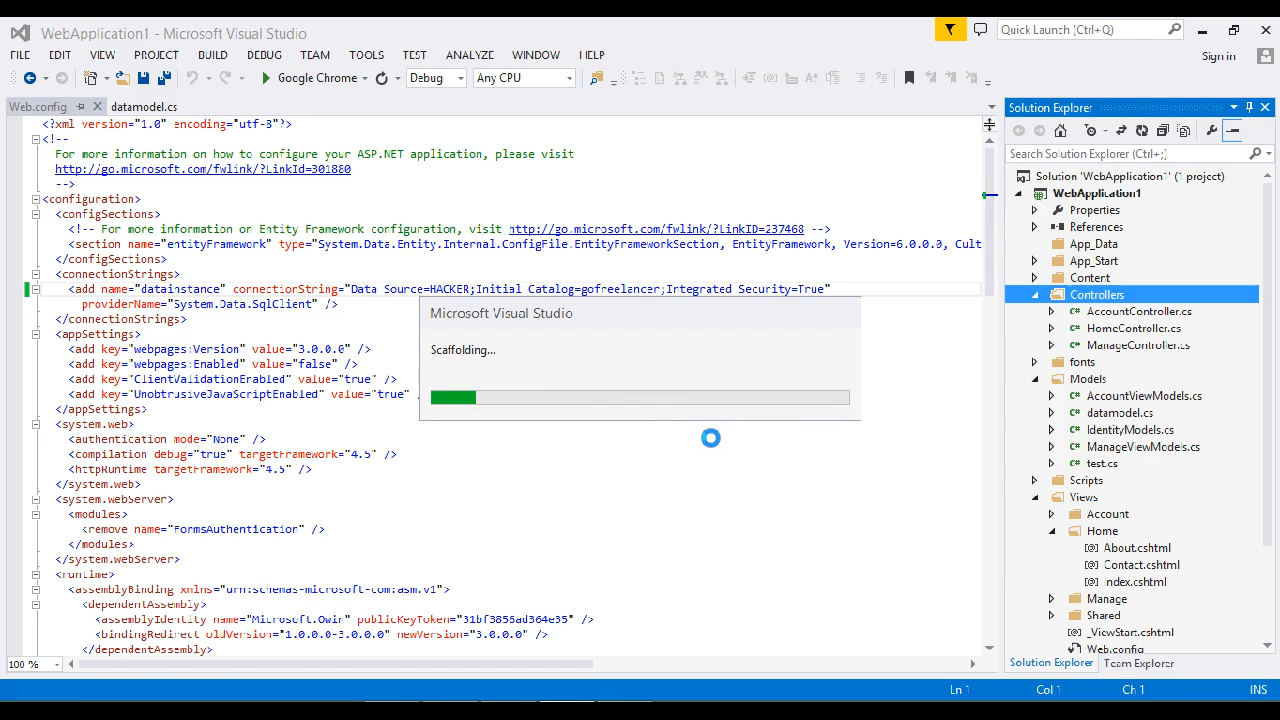 WebApplication1 - Microsoft Visual Studio
Quick Launch (Ctrl+Q)
FILE EDIT VIEW PROJECT BUILD DEBUG TEAM TOOLS TEST ANALYZE WINDOW HELP
Sign in
Google Chrome Debug Any CPU
Web.config datamodel.cs
<?xml version="1.0" encoding="utf-8"?>
<!--
For more information on how to configure your ASP.NET application, please visit
http://go.microsoft.com/fwlink/?LinkId=301880
-->
<configuration>
<configSections>
<!-- For more information on Entity Framework configuration, visit http://go.microsoft.com/fwlink/?LinkID=237468 -->
<section name="entityFramework" type="System.Data.Entity.Internal.ConfigFile.EntityFrameworkSection, EntityFramework, Version=6.0.0.0, Cult
</configSections>
<connectionStrings>
<add name="datainstance" connectionString="Data Source=HACKER;Initial Catalog=gofreelancer;Integrated Security=True"
providerName="System.Data.SqlClient" />
</connectionStrings>
<appSettings>
<add key="webpages:Version" value="3.0.0.0" />
<add key="webpages:Enabled" value="false" />
<add key="ClientValidationEnabled" value="true" />
<add key="UnobtrusiveJavaScriptEnabled" value="true" /
</appSettings>
<system.web>
<authentication mode="None" />
<compilation debug="true" targetFramework="4.5" />
<httpRuntime targetFramework="4.5" />
</system.web>
<system.webServer>
<modules>
<remove name="FormsAuthentication" />
</modules>
</system.webServer>
<runtime>
<assemblyBinding xmlns="urn:schemas-microsoft-com:asm.v1">
<dependentAssembly>
<assemblyIdentity name="Microsoft.Owin" publicKeyToken="31bf3856ad364e35" />
<bindingRedirect oldVersion="1.0.0.0-3.0.0.0" newVersion="3.0.0.0" />
</dependentAssembly>
100 %
Microsoft Visual Studio
Scaffolding...
Solution Explorer
Search Solution Explorer (Ctrl+;)
Solution 'WebApplication1' (1 project)
WebApplication1
Properties
References
App_Data
App_Start
Content
Controllers
AccountController.cs
HomeController.cs
ManageController.cs
fonts
Models
AccountViewModels.cs
datamodel.cs
IdentityModels.cs
ManageViewModels.cs
test.cs
Scripts
Views
Account
Home
About.cshtml
Contact.cshtml
Index.cshtml
Manage
Shared
_ViewStart.cshtml
Web.config
Solution Explorer Team Explorer
Ln 1 Col 1 Ch 1 INS